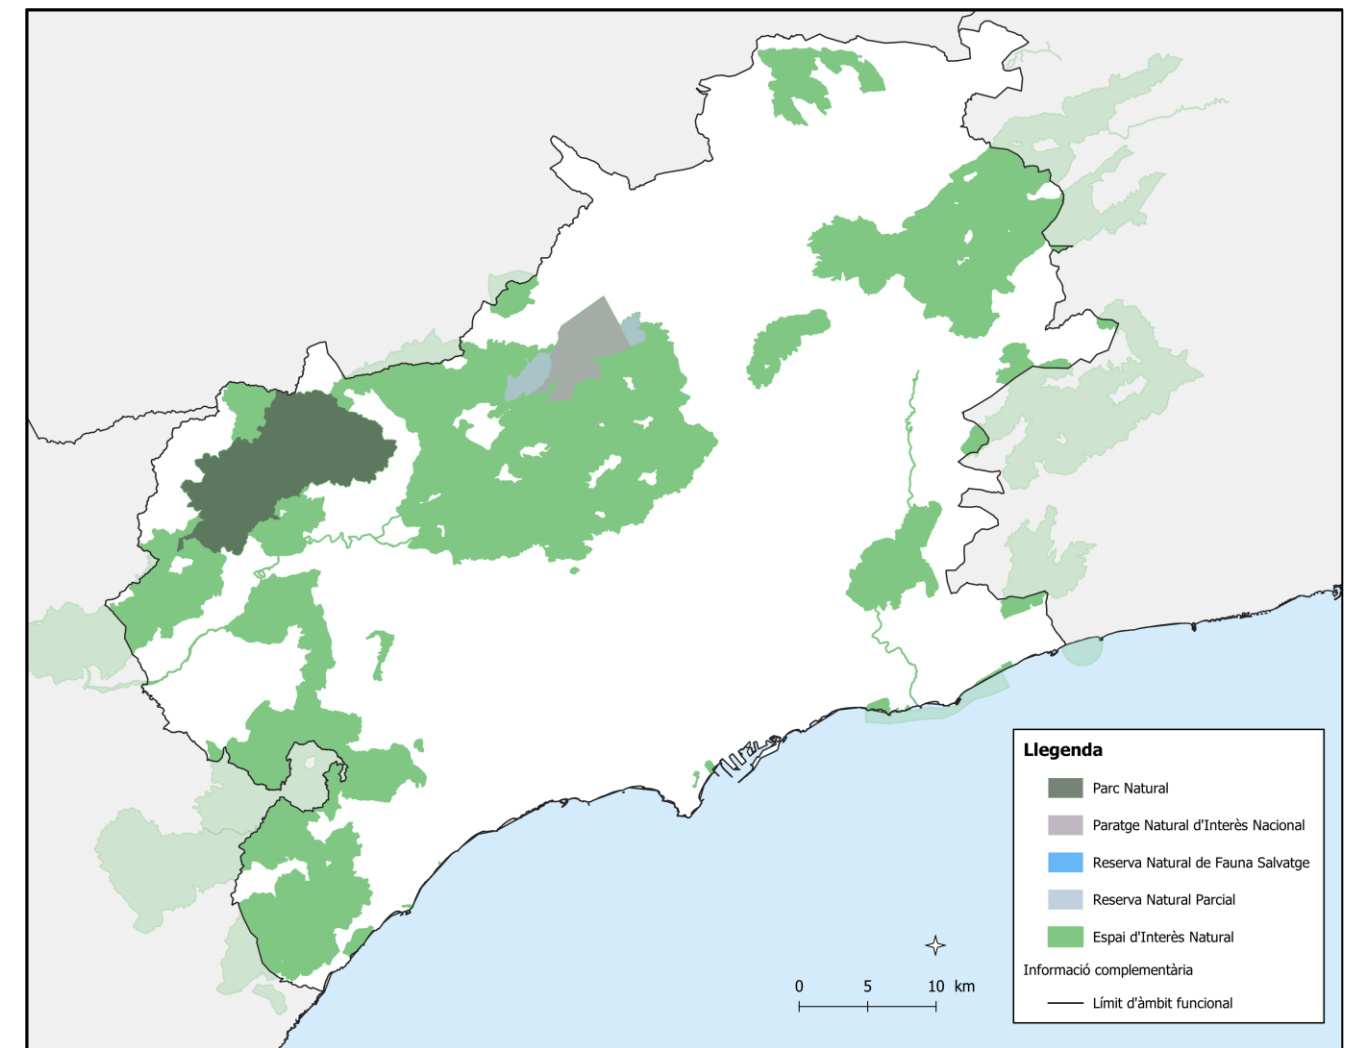 Llegenda
Parc Natural
Paratge Natural d'Interès Nacional
Reserva Natural de Fauna Salvatge
Reserva Natural Parcial
Espai d'Interès Natural
Informació complementària
Límit d'àmbit funcional
0 5 10 km